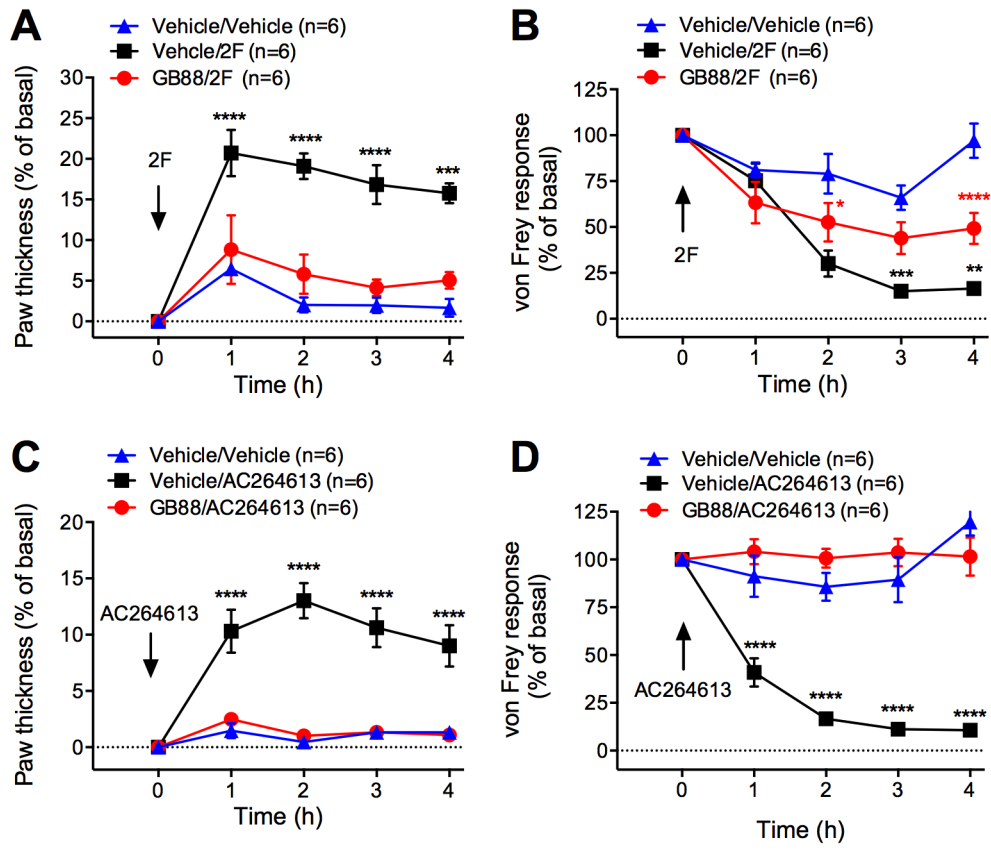 A
Vehicle/Vehicle (n=6)
Vehcle/2F (n=6)
GB88/2F (n=6)
Paw thickness (% of basal)
30
25
20
15
10
5
0
2F
****
****
****
***
0 1 2 3 4
Time (h)
B
Vehicle/Vehicle (n=6)
Vehicle/2F (n=6)
GB88/2F (n=6)
von Frey response
(% of basal)
125
100
75
50
25
0
2F
*
****
***
**
0 1 2 3 4
Time (h)
C
Vehicle/Vehicle (n=6)
Vehicle/AC264613 (n=6)
GB88/AC264613 (n=6)
Paw thickness (% of basal)
20
15
10
5
0
AC264613
****
****
****
****
0 1 2 3 4
Time (h)
D
Vehicle/Vehicle (n=6)
Vehicle/AC264613 (n=6)
GB88/AC264613 (n=6)
von Frey response
(% of basal)
125
100
75
50
25
0
AC264613
****
****
****
****
0 1 2 3 4
Time (h)